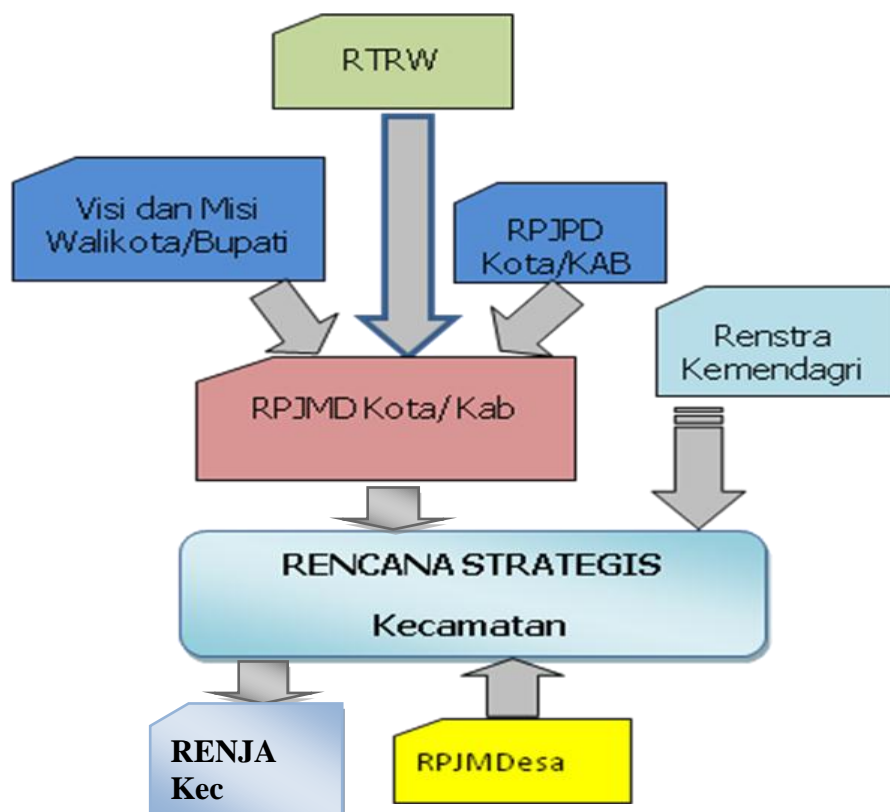 RTRW
Visi dan Misi
Walikota/Bupati
RPJPD
Kota/KAB
Renstra
Kemendagri
RPJMD Kota/ Kab
RENCANA STRATEGIS
Kecamatan
RENJA
Kec
RPJMDesa